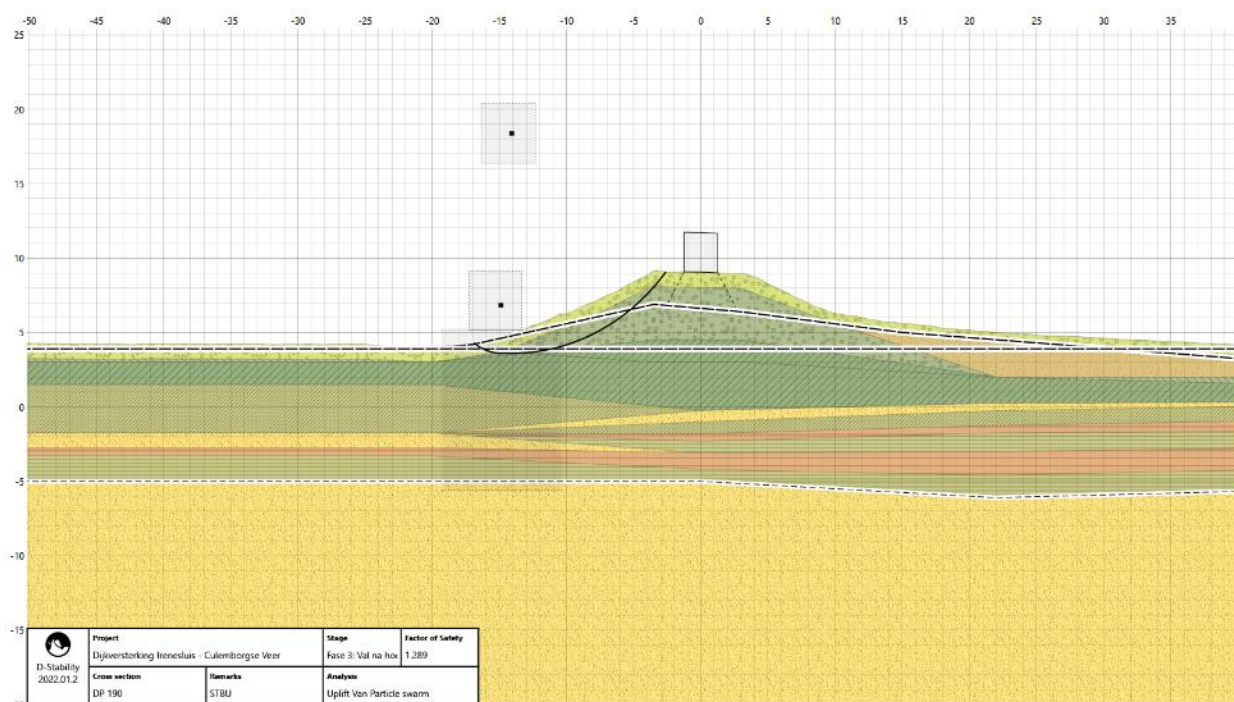 -50 -45 -40 -35 -30 -25 -20 -15 -10 -5 0 5 10 15 20 25 30 35
25
20
15
10
5
0
-5
-10
-15
D-Stability
2022.01.2
Project
Dijkversterking Irenesluis - Culemborgse Veer
Stage
Fase 3: Val na hoo
Factor of Safety
1.289
Cross section
DP 190
Remarks
STBU
Analysis
Uplift Van Particle swarm